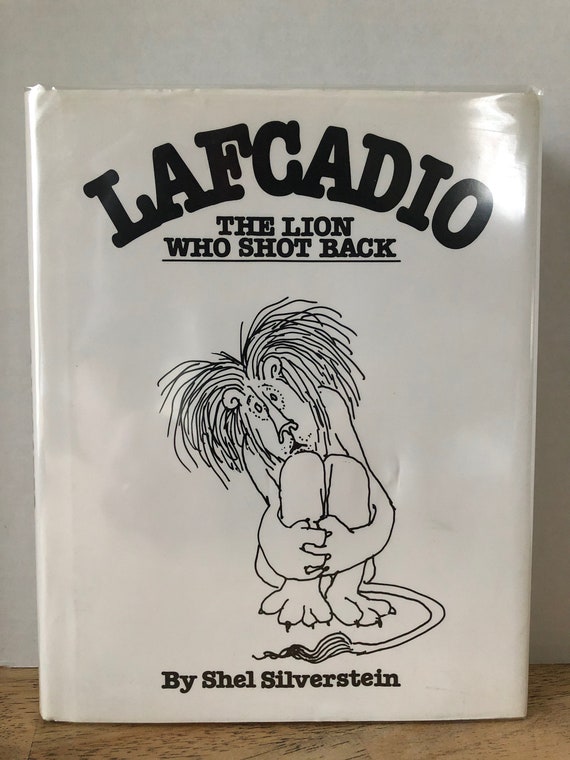 LAFCADIO
THE LION
WHO SHOT BACK
By Shel Silverstein